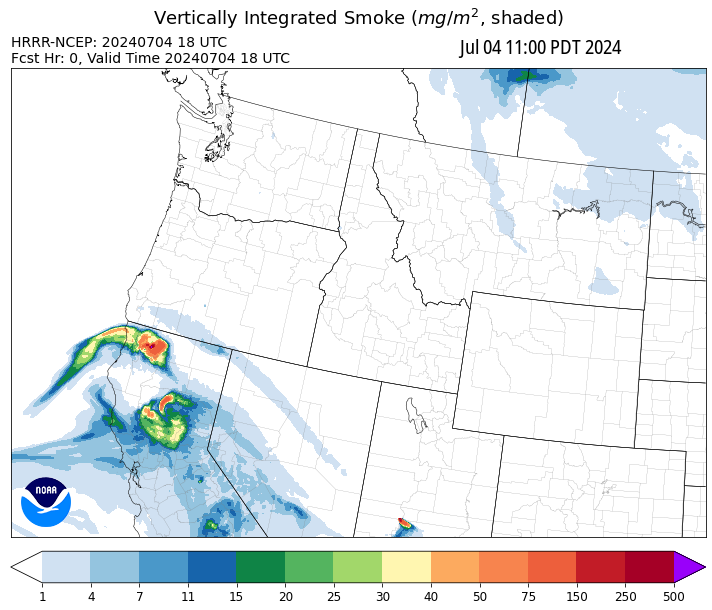 Vertically Integrated Smoke (mg/m², shaded)
HRRR-NCEP: 20240704 18 UTC
Jul 04 11:00 PDT 2024
Fcst Hr: 0, Valid Time 20240704 18 UTC
NOAA
1 4 7 11 15 20 25 30 40 50 75 150 250 500